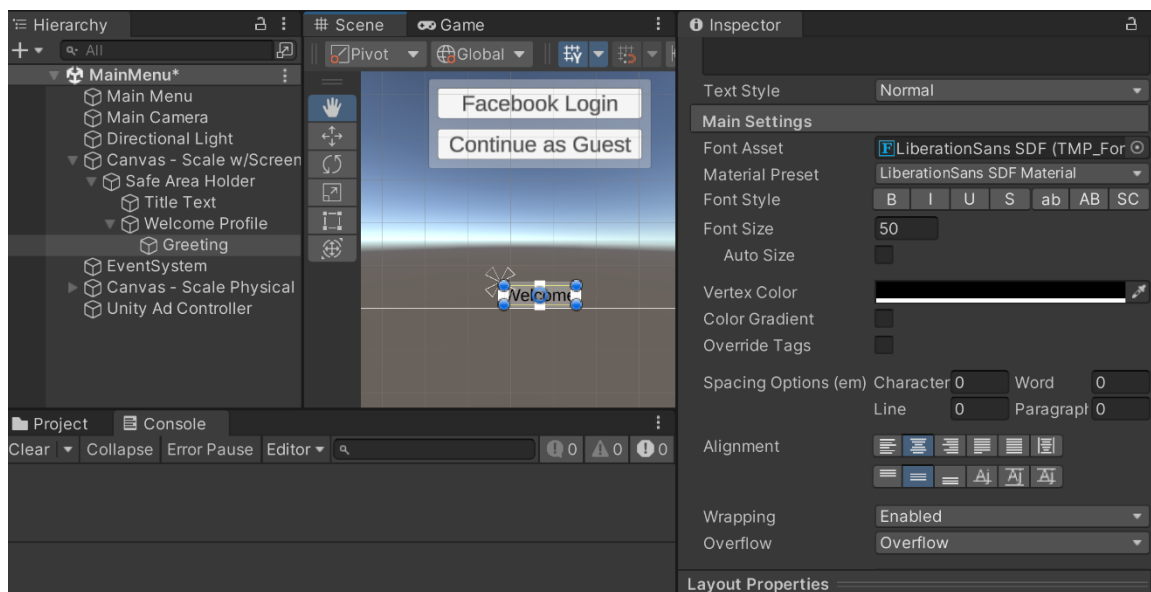 Hierarchy
All
MainMenu*
Main Menu
Main Camera
Directional Light
Canvas - Scale w/Screen
Safe Area Holder
Title Text
Welcome Profile
Greeting
EventSystem
Canvas - Scale Physical
Unity Ad Controller
Scene Game
Pivot Global
Facebook Login
Continue as Guest
Welcome
Project Console
Clear Collapse Error Pause Editor 0 0 0
Inspector
Text Style Normal
Main Settings
Font Asset F LiberationSans SDF (TMP_For
Material Preset LiberationSans SDF Material
Font Style B I U S ab AB SC
Font Size 50
Auto Size
Vertex Color
Color Gradient
Override Tags
Spacing Options (em) Character 0 Word 0
Line 0 Paragraph 0
Alignment
Wrapping Enabled
Overflow Overflow
Layout Properties